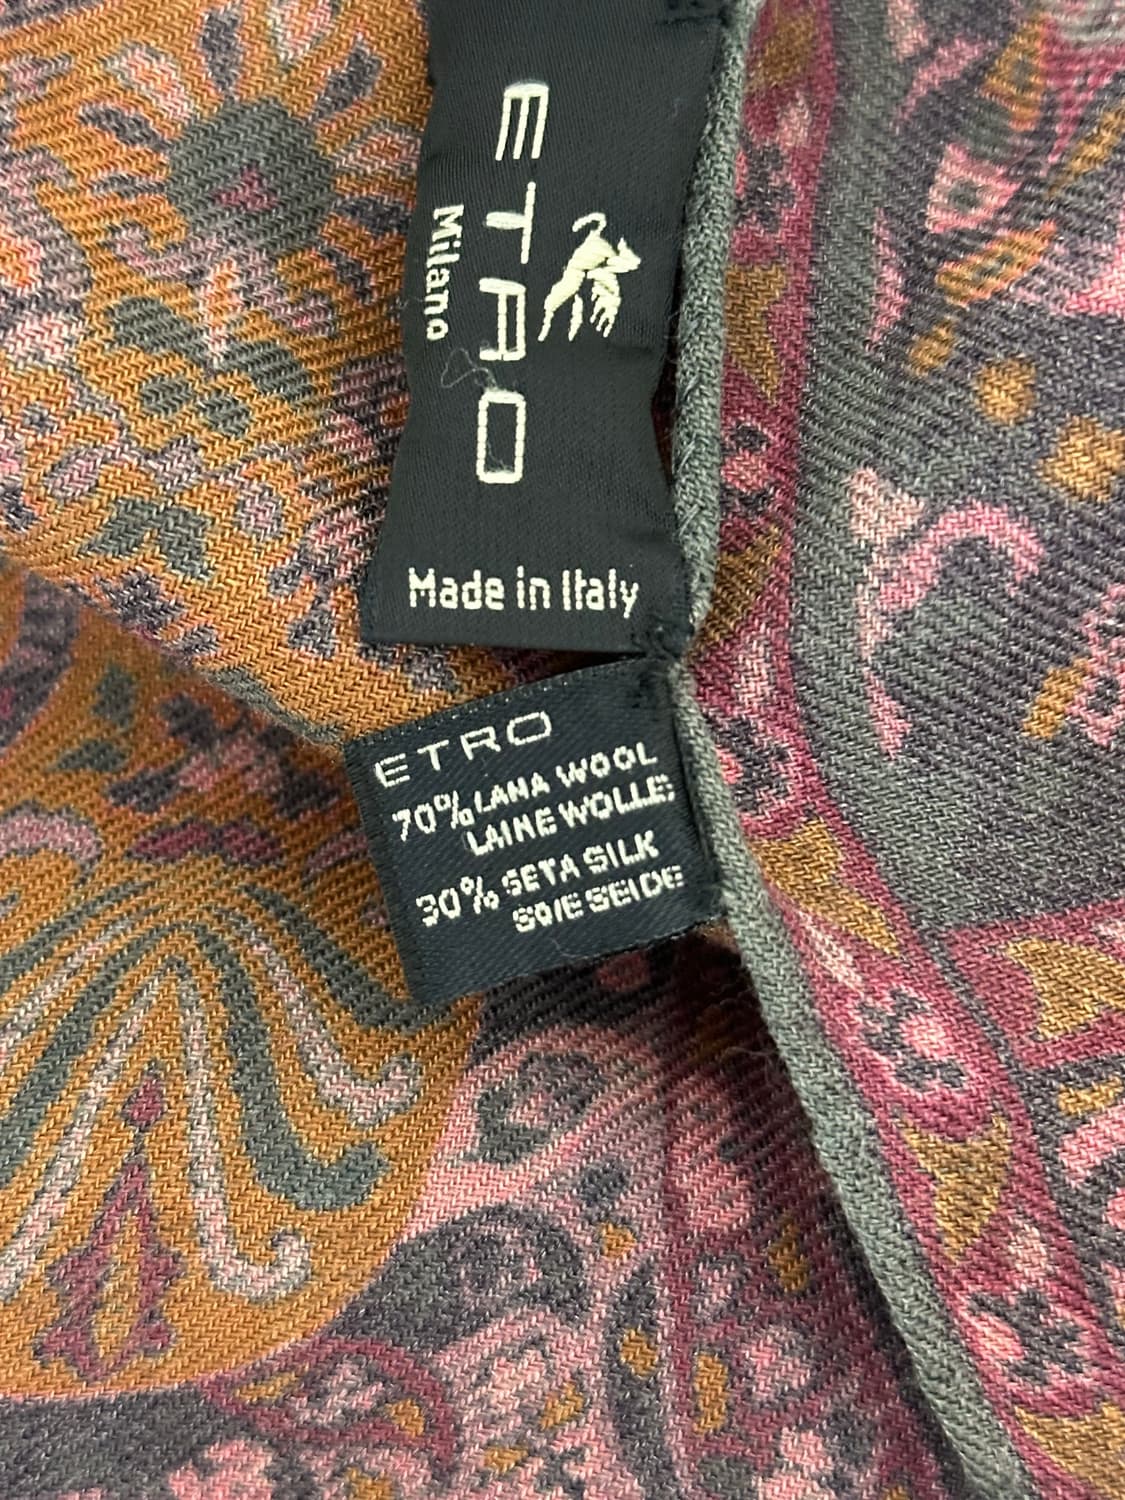 ETRO
Milano
Made in Italy
ETRO
70% LANA WOOL
LAINE WOLLE
30% SETA SILK
SOIE SEIDE